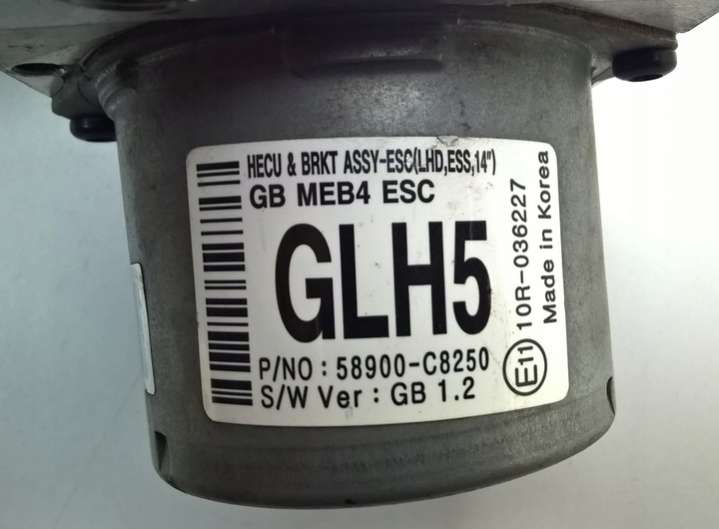 HECU & BRKT ASSY-ESC(LHD,ESS,14")
GB MEB4 ESC
GLH5
P/NO : 58900-C8250
S/W Ver : GB 1.2
E11 10R-036227
Made in Korea